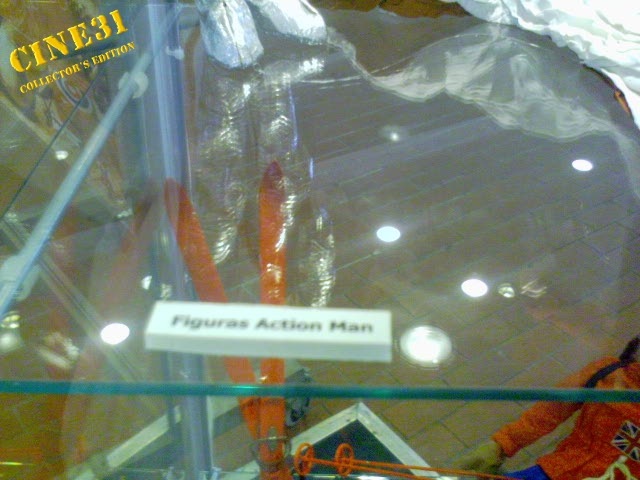 CINE31
COLLECTOR'S EDITION
Figuras Action Man